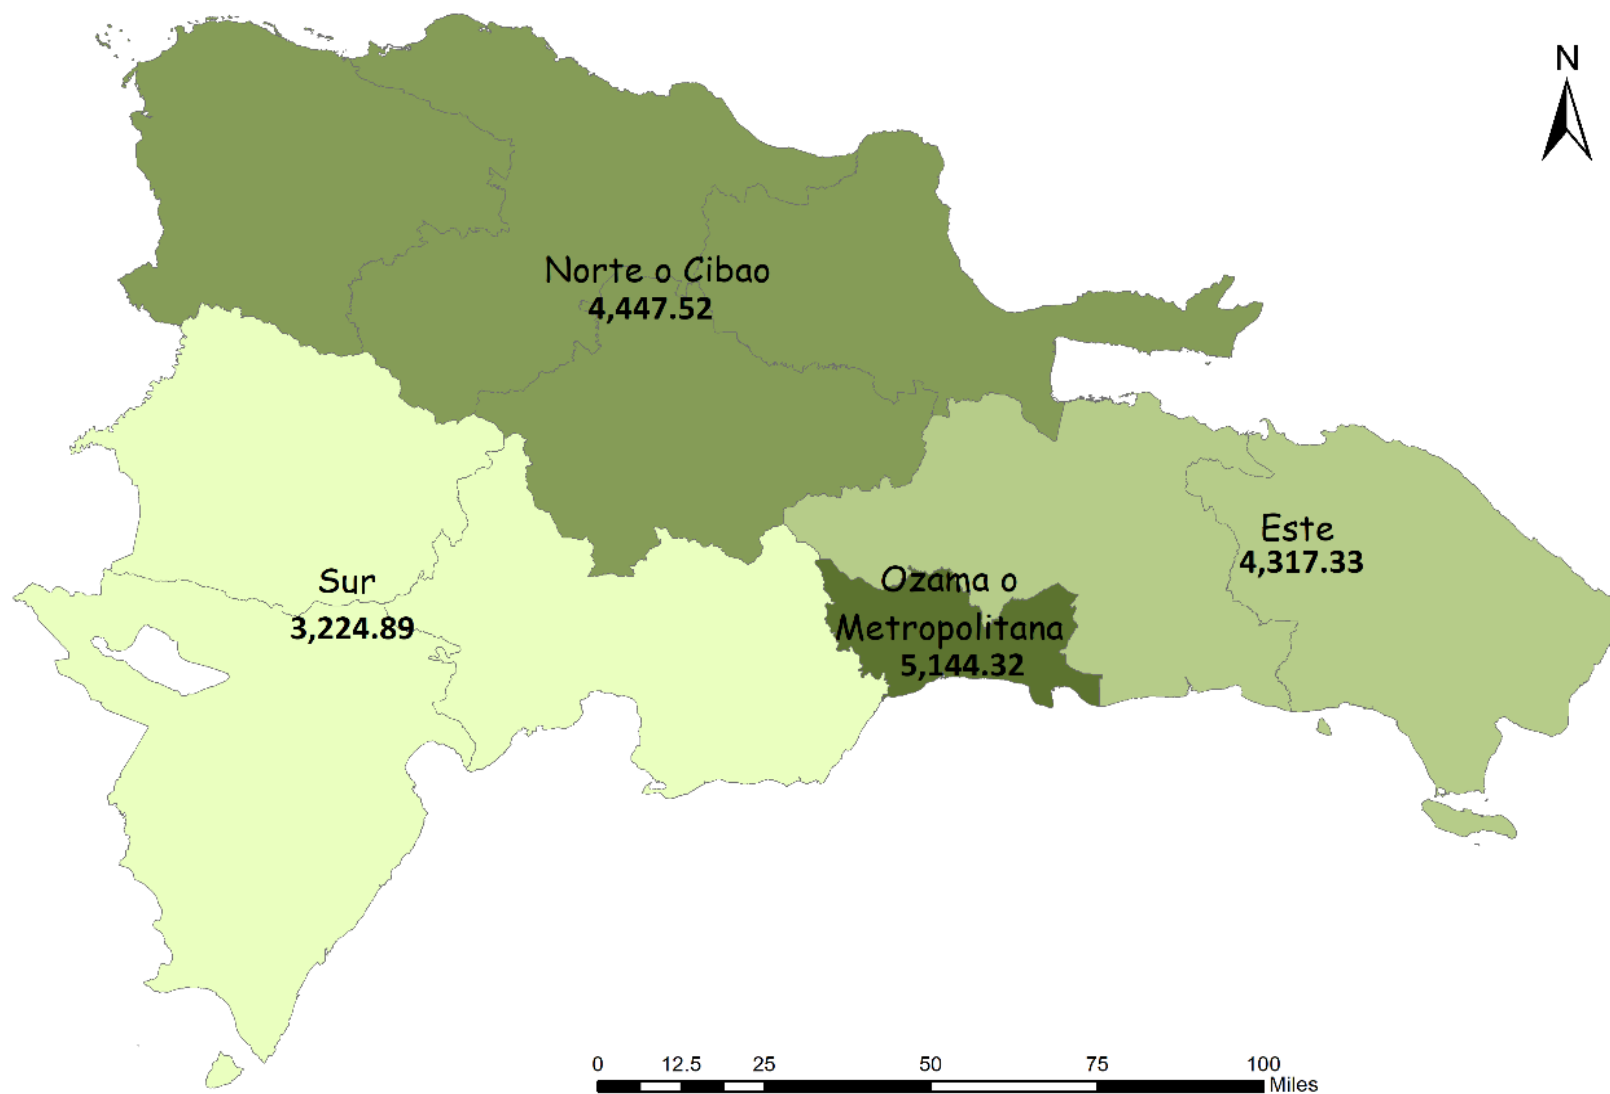 N
Norte o Cibao
4,447.52
Este
4,317.33
Sur
3,224.89
Ozama o
Metropolitana
5,144.32
0 12.5 25 50 75 100
Miles